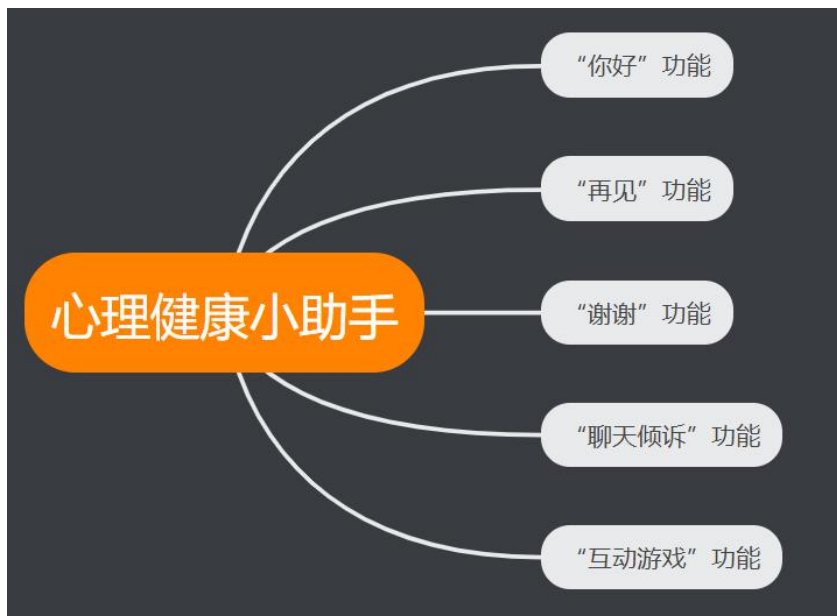 “你好”功能
“再见”功能
心理健康小助手
“谢谢”功能
“聊天倾诉”功能
“互动游戏”功能